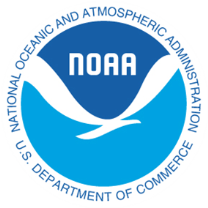 NATIONAL OCEANIC AND ATMOSPHERIC ADMINISTRATION
NOAA
U.S. DEPARTMENT OF COMMERCE